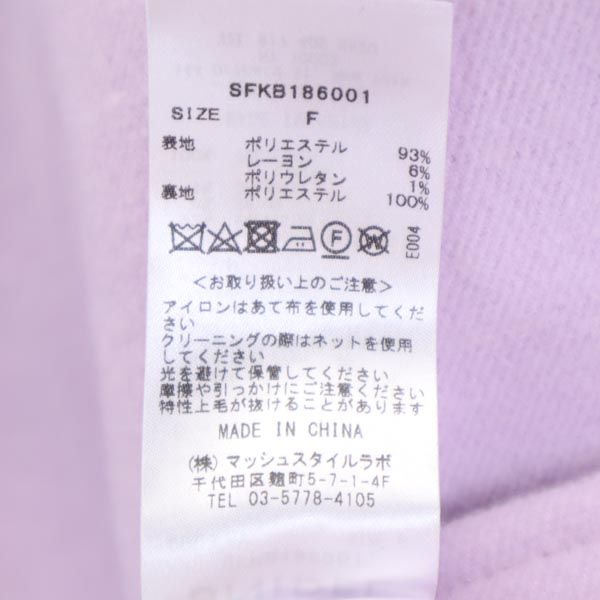 SFKB186001
SIZE F
表地 ポリエステル 93%
レーヨン 6%
ポリウレタン 1%
裏地 ポリエステル 100%
F W E004
<お取り扱い上のご注意>
アイロンはあて布を使用してくだ
さい
クリーニングの際はネットを使用
してください
光を避けて保管してください
摩擦や引っかけにご注意ください
特性上毛が抜けることがあります
MADE IN CHINA
(株) マッシュスタイルラボ
千代田区麹町5-7-1-4F
TEL 03-5778-4105